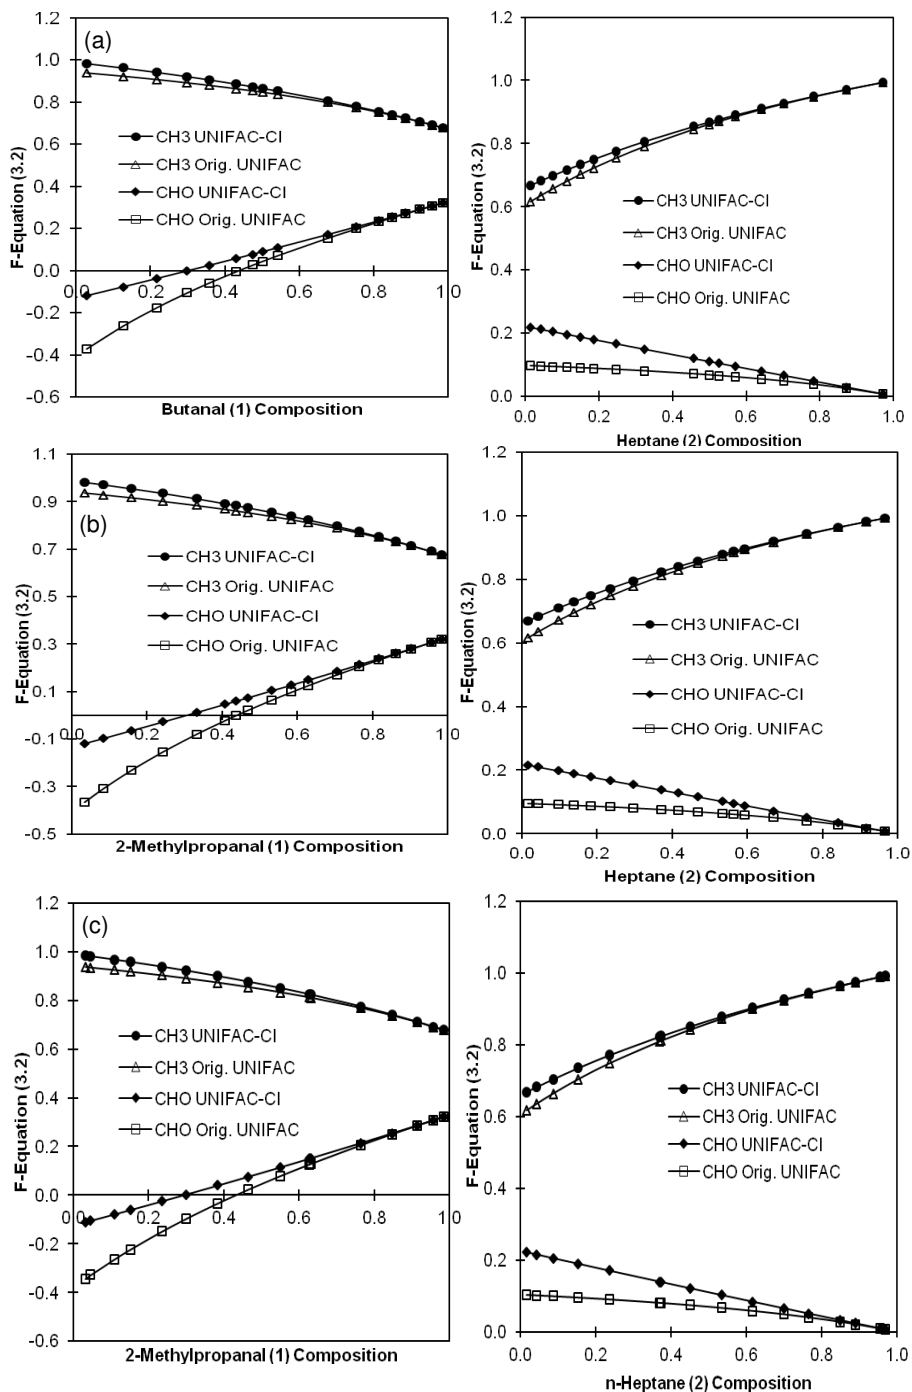 (a)
1.2
1.0
0.8
0.6
0.4
0.2
0.0
-0.2
-0.4
-0.6
F-Equation (3.2)
CH3 UNIFAC-CI
CH3 Orig. UNIFAC
CHO UNIFAC-CI
CHO Orig. UNIFAC
0.0 0.2 0.4 0.6 0.8 1.0
Butanal (1) Composition
1.2
1.0
0.8
0.6
0.4
0.2
0.0
F-Equation (3.2)
CH3 UNIFAC-CI
CH3 Orig. UNIFAC
CHO UNIFAC-CI
CHO Orig. UNIFAC
0.0 0.2 0.4 0.6 0.8 1.0
Heptane (2) Composition
(b)
1.1
0.9
0.7
0.5
0.3
0.1
-0.1
-0.3
-0.5
F-Equation (3.2)
CH3 UNIFAC-CI
CH3 Orig. UNIFAC
CHO UNIFAC-CI
CHO Orig. UNIFAC
0.0 0.2 0.4 0.6 0.8 1.0
2-Methylpropanal (1) Composition
1.2
1.0
0.8
0.6
0.4
0.2
0.0
F-Equation (3.2)
CH3 UNIFAC-CI
CH3 Orig. UNIFAC
CHO UNIFAC-CI
CHO Orig. UNIFAC
0.0 0.2 0.4 0.6 0.8 1.0
Heptane (2) Composition
(c)
1.2
1.0
0.8
0.6
0.4
0.2
0.0
-0.2
-0.4
-0.6
F-Equation (3.2)
CH3 UNIFAC-CI
CH3 Orig. UNIFAC
CHO UNIFAC-CI
CHO Orig. UNIFAC
0.0 0.2 0.4 0.6 0.8 1.0
2-Methylpropanal (1) Composition
1.2
1.0
0.8
0.6
0.4
0.2
0.0
F-Equation (3.2)
CH3 UNIFAC-CI
CH3 Orig. UNIFAC
CHO UNIFAC-CI
CHO Orig. UNIFAC
0.0 0.2 0.4 0.6 0.8 1.0
n-Heptane (2) Composition